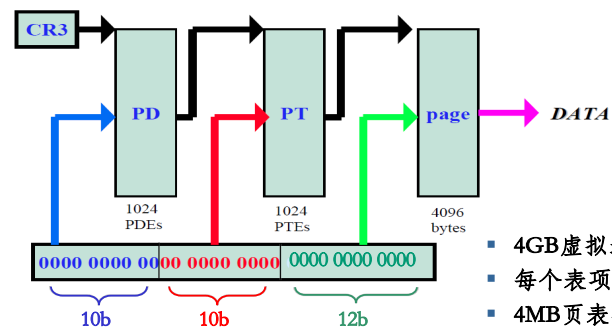 CR3
PD
PT
page
DATA
1024
PDEs
1024
PTEs
4096
bytes
0000 0000 0000 0000 0000 0000 0000 0000
10b
10b
12b
▪ 4GB虚拟
▪ 每个表项
▪ 4MB页表